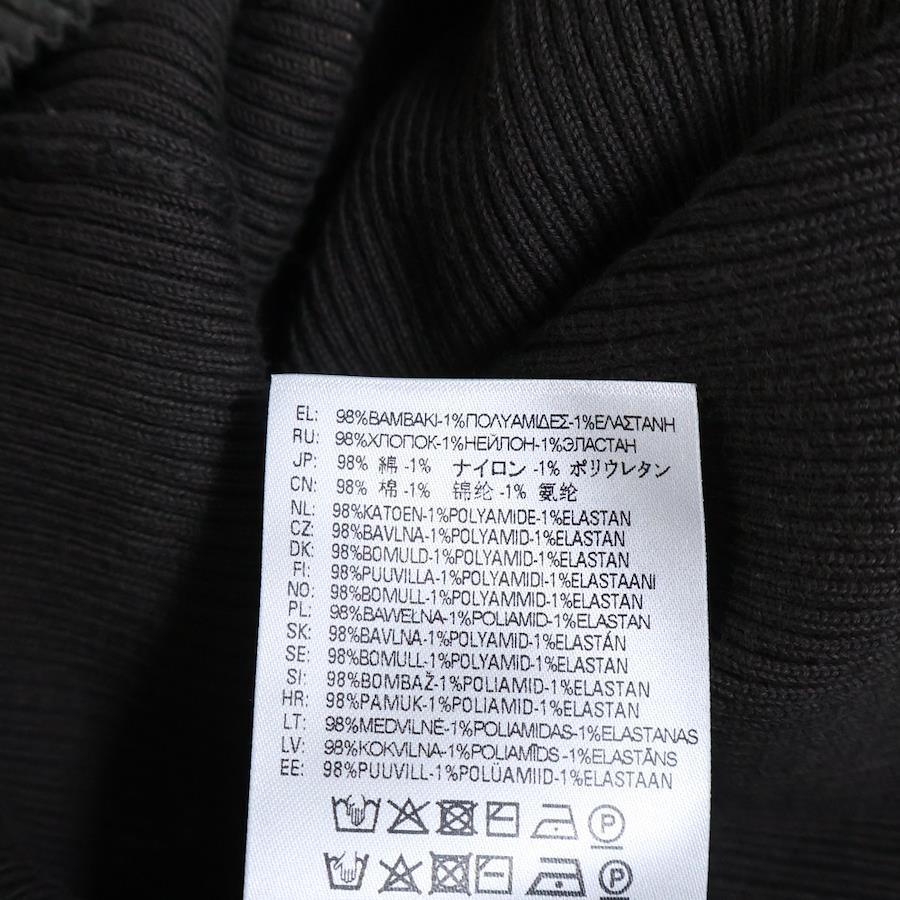 EL: 98%ΒΑΜΒΑΚΙ-1%ΠΟΛΥΑΜΙΔΕΣ-1%ΕΛΑΣΤΑΝΗ
RU: 98%ХЛОПОК-1%НЕЙЛОН-1%ЭЛАСТАН
JP: 98% 綿 -1% ナイロン -1% ポリウレタン
CN: 98% 棉 -1% 锦纶 -1% 氨纶
NL: 98%KATOEN-1%POLYAMIDE-1%ELASTAN
CZ: 98%BAVLNA-1%POLYAMID-1%ELASTAN
DK: 98%BOMULD-1%POLYAMID-1%ELASTAN
FI: 98%PUUVILLA-1%POLYAMIDI-1%ELASTAANI
NO: 98%BOMULL-1%POLYAMMID-1%ELASTAN
PL: 98%BAWEŁNA-1%POLIAMID-1%ELASTAN
SK: 98%BAVLNA-1%POLYAMID-1%ELASTÁN
SE: 98%BOMULL-1%POLYAMID-1%ELASTAN
SI: 98%BOMBAŽ-1%POLIAMID-1%ELASTAN
HR: 98%PAMUK-1%POLIAMID-1%ELASTAN
LT: 98%MEDVILNĖ-1%POLIAMIDAS-1%ELASTANAS
LV: 98%KOKVILNA-1%POLIAMĪDS-1%ELASTĀNS
EE: 98%PUUVILL-1%POLÜAMIID-1%ELASTAAN
P
P